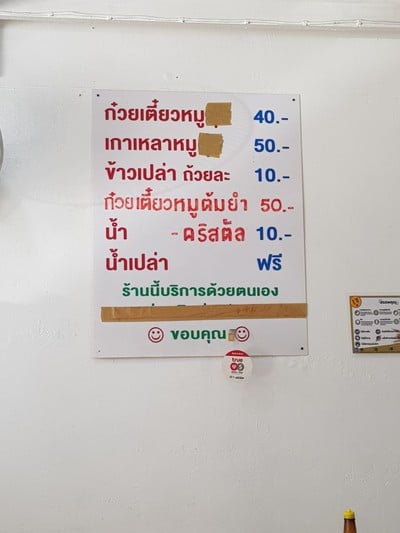 ก๋วยเตี๋ยวหมู 40.-
เกาเหลาหมู 50.-
ข้าวเปล่า ถ้วยละ 10.-
ก๋วยเตี๋ยวหมูต้มยำ 50.-
น้ำ - คริสตัล 10.-
น้ำเปล่า ฟรี
ร้านนี้บริการด้วยตนเอง
ขอบคุณ
true